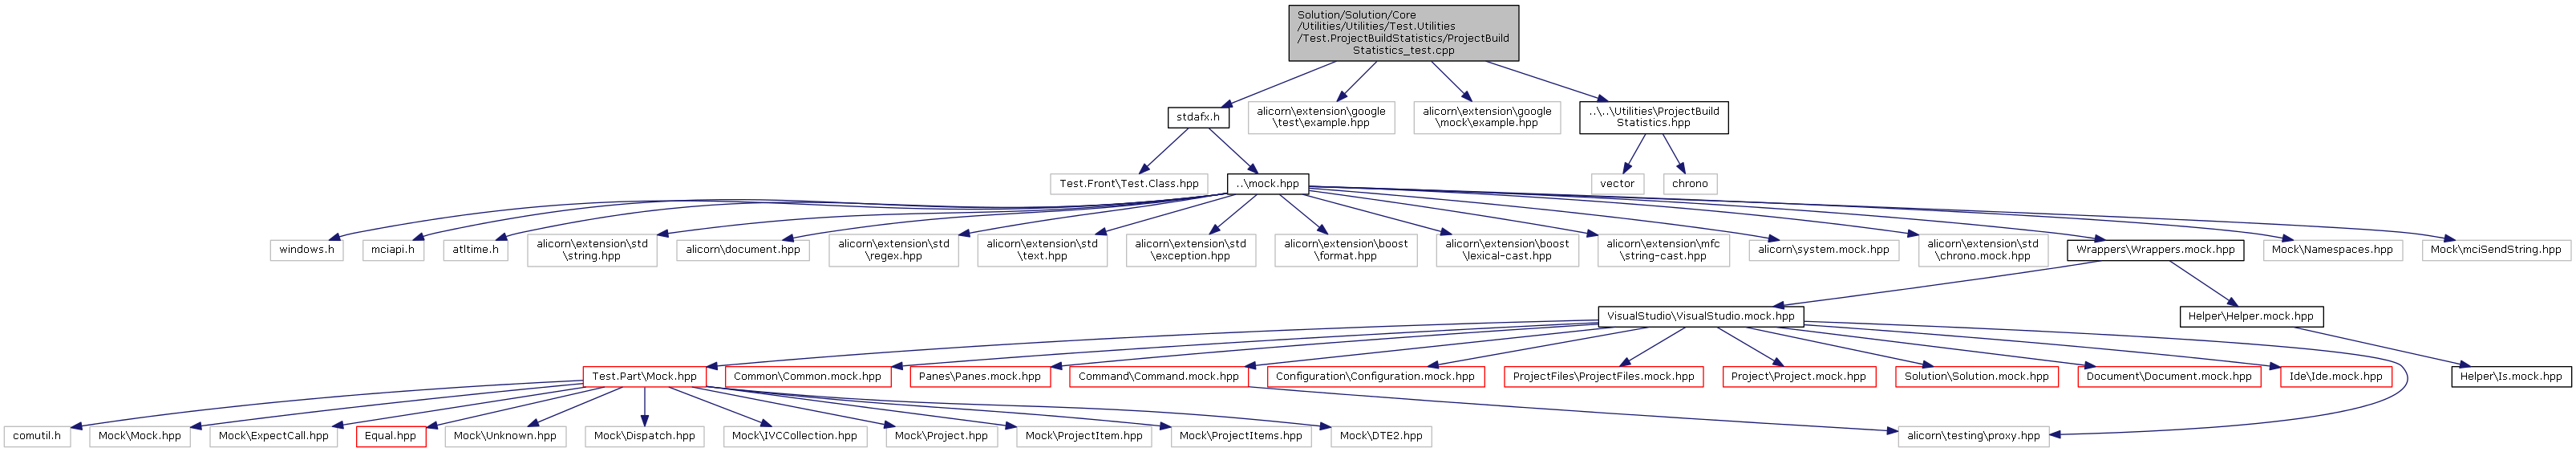 Solution/Solution/Core
/Utilities/Utilities/Test.Utilities
/Test.ProjectBuildStatistics/ProjectBuild
Statistics_test.cpp
stdafx.h
alicorn\extension\google
\test\example.hpp
alicorn\extension\google
\mock\example.hpp
..\..\Utilities\ProjectBuild
Statistics.hpp
Test.Front\Test.Class.hpp
..\mock.hpp
vector
chrono
windows.h
mciapi.h
atltime.h
alicorn\extension\std
\string.hpp
alicorn\document.hpp
alicorn\extension\std
\regex.hpp
alicorn\extension\std
\text.hpp
alicorn\extension\std
\exception.hpp
alicorn\extension\boost
\format.hpp
alicorn\extension\boost
\lexical-cast.hpp
alicorn\extension\mfc
\string-cast.hpp
alicorn\system.mock.hpp
alicorn\extension\std
\chrono.mock.hpp
Wrappers\Wrappers.mock.hpp
Mock\Namespaces.hpp
Mock\mciSendString.hpp
VisualStudio\VisualStudio.mock.hpp
Helper\Helper.mock.hpp
Test.Part\Mock.hpp
Common\Common.mock.hpp
Panes\Panes.mock.hpp
Command\Command.mock.hpp
Configuration\Configuration.mock.hpp
ProjectFiles\ProjectFiles.mock.hpp
Project\Project.mock.hpp
Solution\Solution.mock.hpp
Document\Document.mock.hpp
Ide\Ide.mock.hpp
Helper\Is.mock.hpp
comutil.h
Mock\Mock.hpp
Mock\ExpectCall.hpp
Equal.hpp
Mock\Unknown.hpp
Mock\Dispatch.hpp
Mock\IVCCollection.hpp
Mock\Project.hpp
Mock\ProjectItem.hpp
Mock\ProjectItems.hpp
Mock\DTE2.hpp
alicorn\testing\proxy.hpp